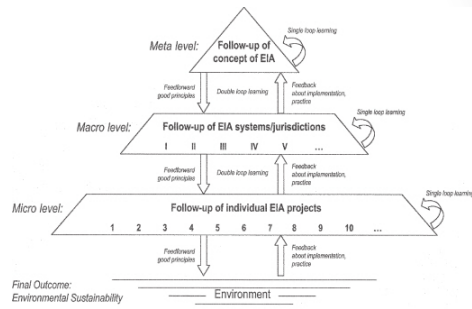 Single loop learning
Meta level:
Follow-up of
concept of EIA
Feedforward
good principles
Double loop learning
Feedback
about implementation,
practice
Single loop learning
Macro level:
Follow-up of EIA systems/jurisdictions
I II III IV V ...
Feedforward
good principles
Double loop learning
Feedback
about implementation,
practice
Single loop learning
Micro level:
Follow-up of individual EIA projects
1 2 3 4 5 6 7 8 9 10 ...
Feedforward
good principles
Feedback
about implementation,
practice
Final Outcome:
Environmental Sustainability
Environment